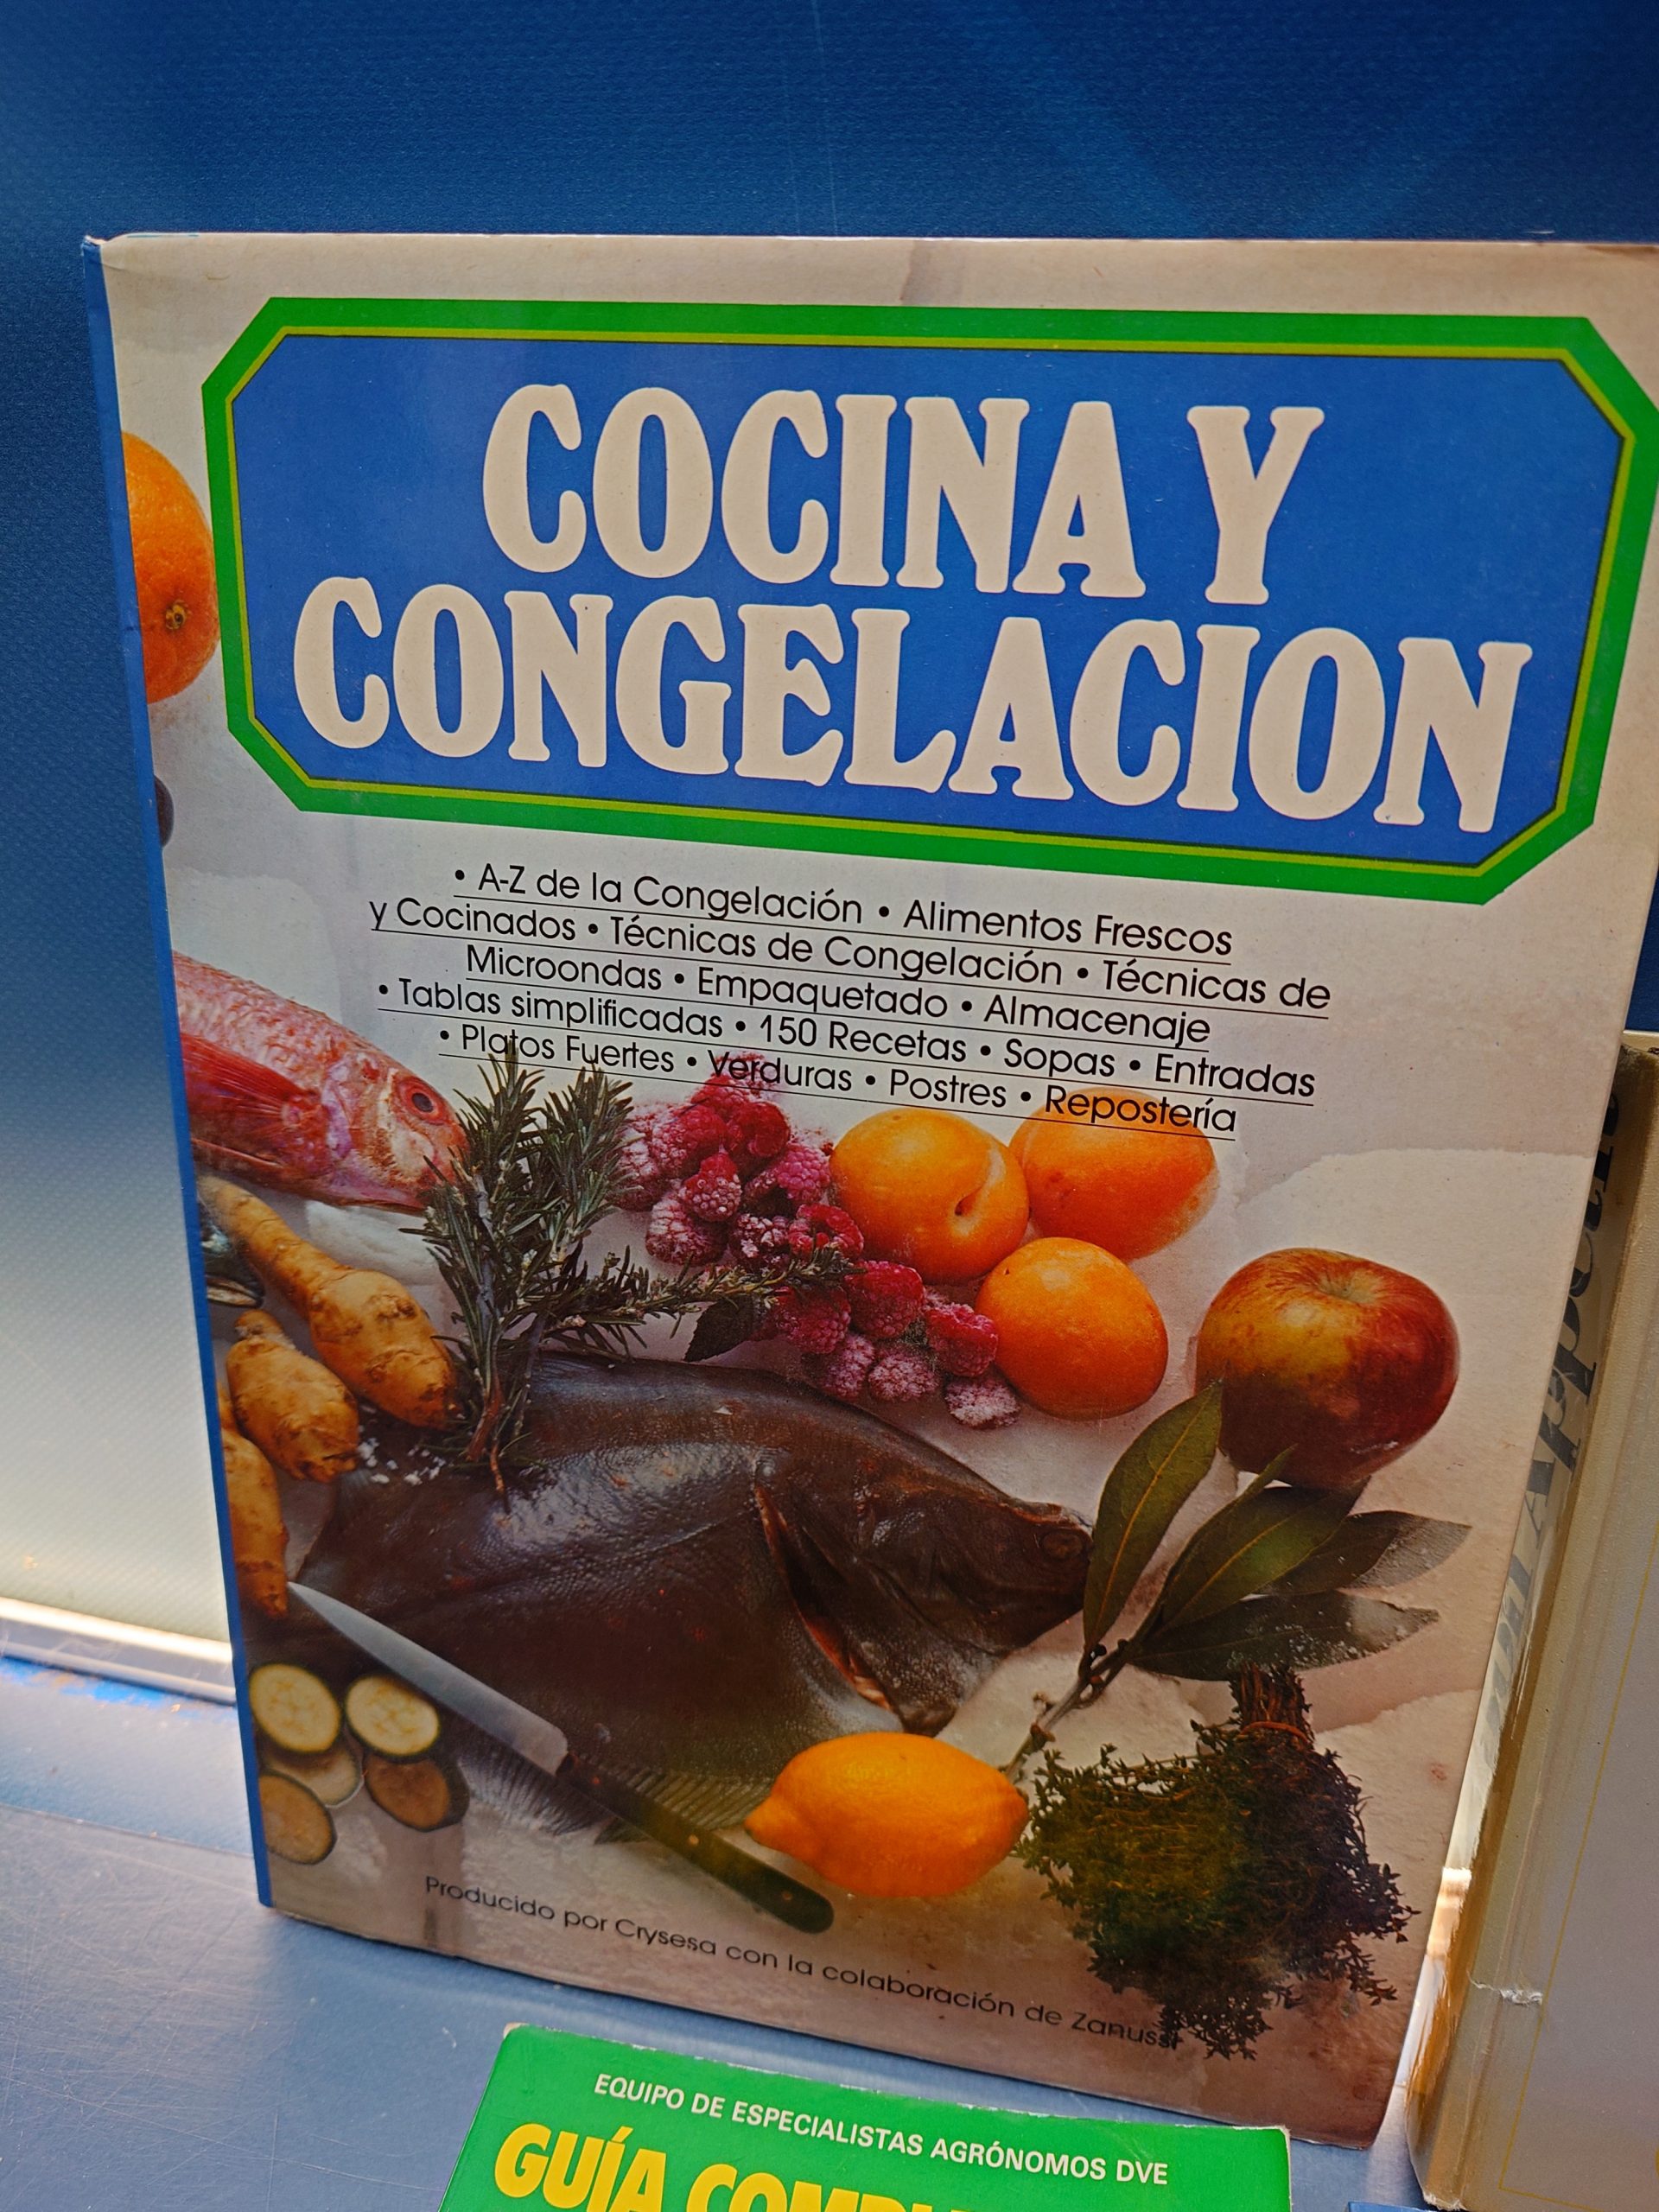 COCINA Y
CONGELACION
• A-Z de la Congelación • Alimentos Frescos
y Cocinados • Técnicas de Congelación • Técnicas de
Microondas • Empaquetado • Almacenaje
• Tablas simplificadas • 150 Recetas • Sopas • Entradas
• Platos Fuertes • Verduras • Postres • Repostería
Producido por Crysesa con la colaboración de Zanussi
EQUIPO DE ESPECIALISTAS AGRÓNOMOS DVE
GUÍA